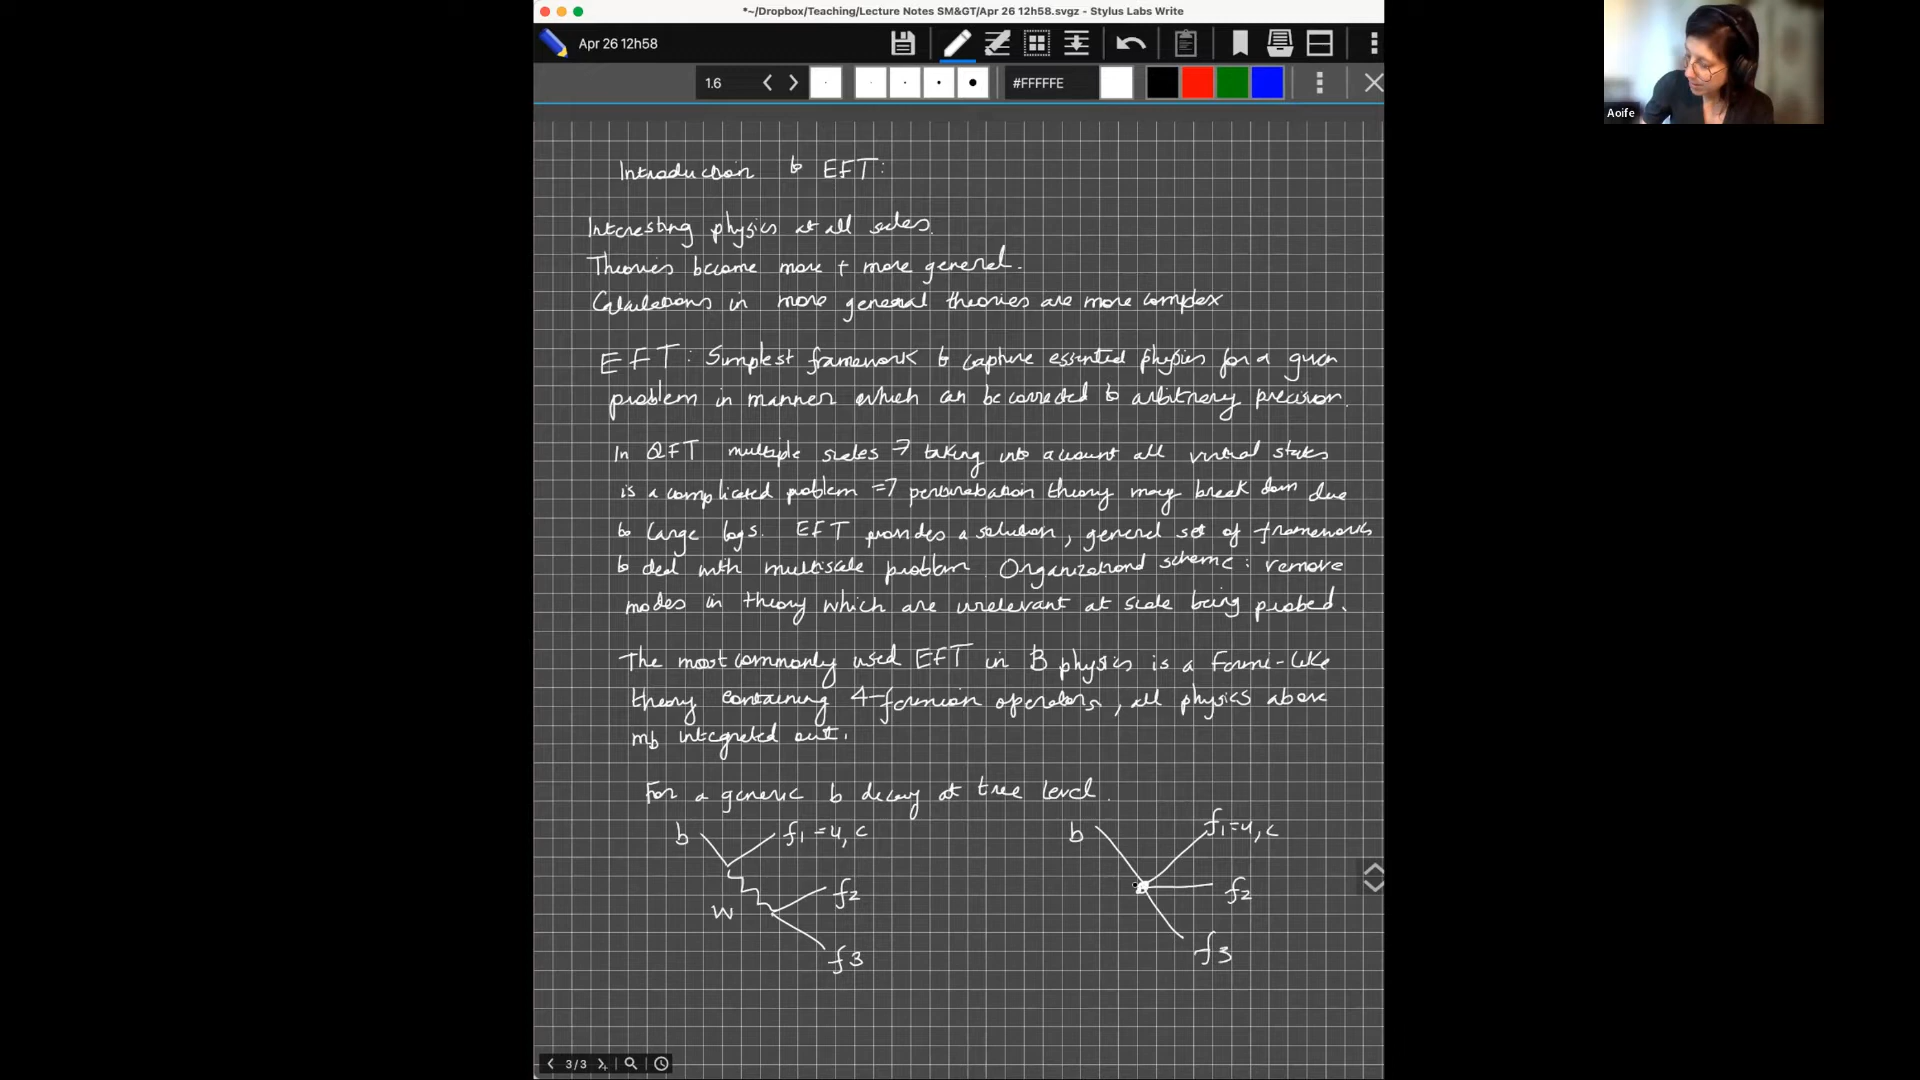 *~/Dropbox/Teaching/Lecture Notes SM&GT/Apr 26 12h58.svgz - Stylus Labs Write
Apr 26 12h58
1.6
#FFFFFE
Aoife
Introduction to EFT:
Interesting physics at all scales.
Theories become more + more general.
Calculations in more general theories are more complex
EFT: Simplest framework to capture essential physics for a given
problem in manner which can be corrected to arbitrary precision.
In QFT multiple scales → taking into account all virtual states
is a complicated problem => perturbation theory may break down due
to large logs. EFT provides a solution, general set of frameworks
to deal with multiscale problem. Organizational scheme: remove
modes in theory which are irrelevant at scale being probed.
The most commonly used EFT in B physics is a Fermi-like
theory containing 4-fermion operators, all physics above
mb integrated out.
For a generic b decay at tree level.
b f1 = u, c
W f2
f3
b f1 = u, c
f2
f3
3/3